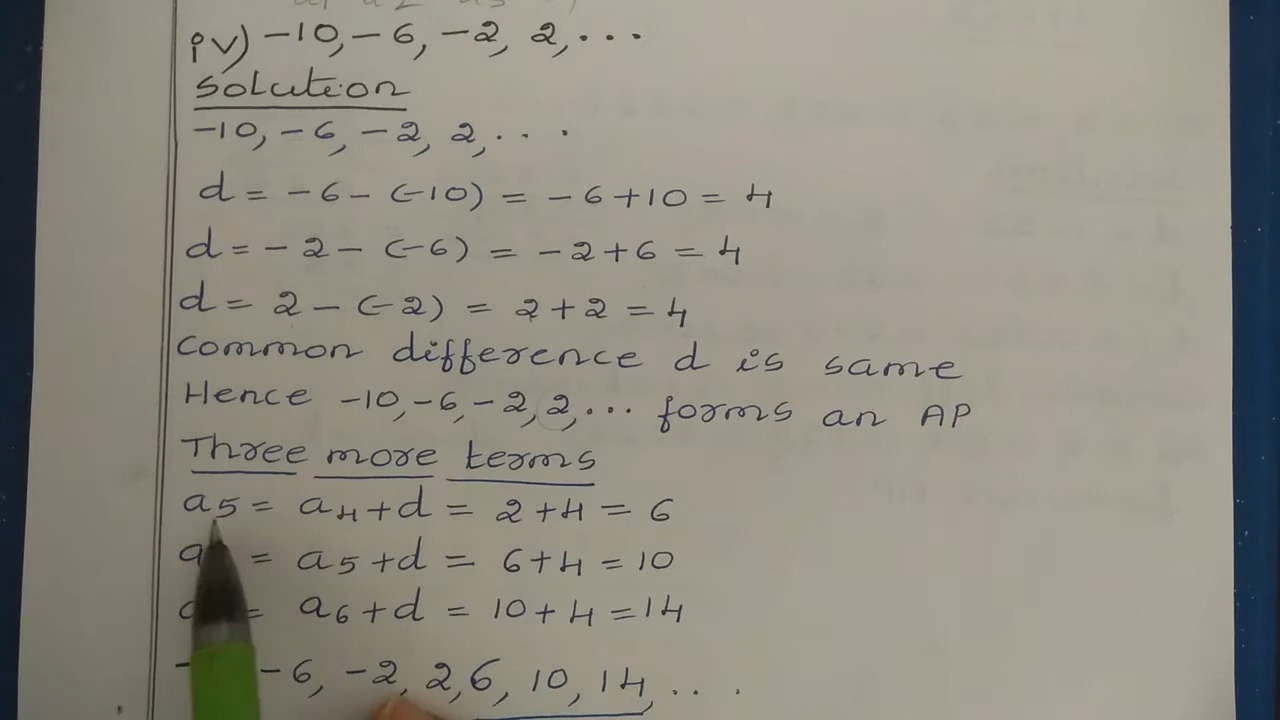 iv) -10, -6, -2, 2, ...
Solution
-10, -6, -2, 2, ...
d = -6 - (-10) = -6+10 = 4
d = -2 - (-6) = -2+6 = 4
d = 2 - (-2) = 2+2 = 4
Common difference d is same
Hence -10, -6, -2, 2, ... forms an AP
Three more terms
a5 = a4+d = 2+4 = 6
a = a5+d = 6+4 = 10
= a6+d = 10+4 = 14
-6, -2, 2, 6, 10, 14, ...